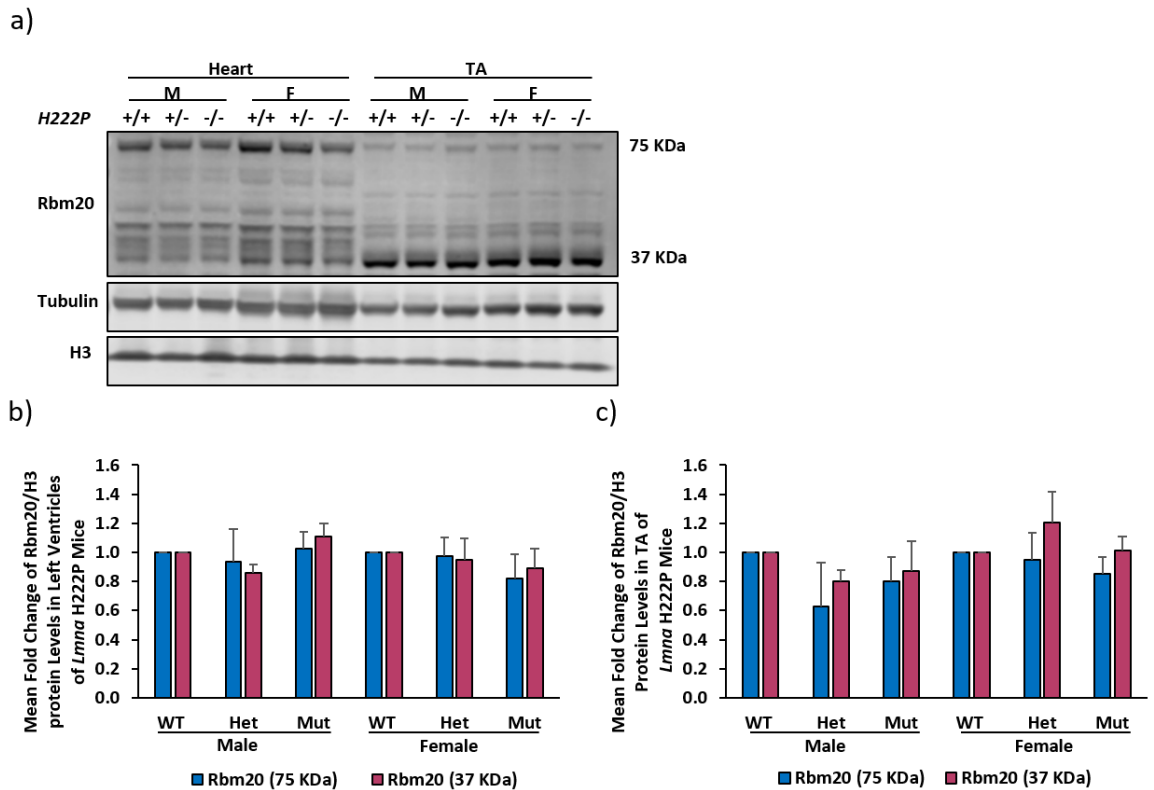 a)
Heart TA
M F M F
H222P +/+ +/- -/- +/+ +/- -/- +/+ +/- -/- +/+ +/- -/-
75 KDa
Rbm20
37 KDa
Tubulin
H3
b)
Mean Fold Change of Rbm20/H3
protein Levels in Left Ventricles
of Lmna H222P Mice
1.6
1.4
1.2
1.0
0.8
0.6
0.4
0.2
0.0
WT Het Mut WT Het Mut
Male Female
Rbm20 (75 KDa) Rbm20 (37 KDa)
c)
Mean Fold Change of Rbm20/H3
Protein Levels in TA of
Lmna H222P Mice
1.6
1.4
1.2
1.0
0.8
0.6
0.4
0.2
0.0
WT Het Mut WT Het Mut
Male Female
Rbm20 (75 KDa) Rbm20 (37 KDa)